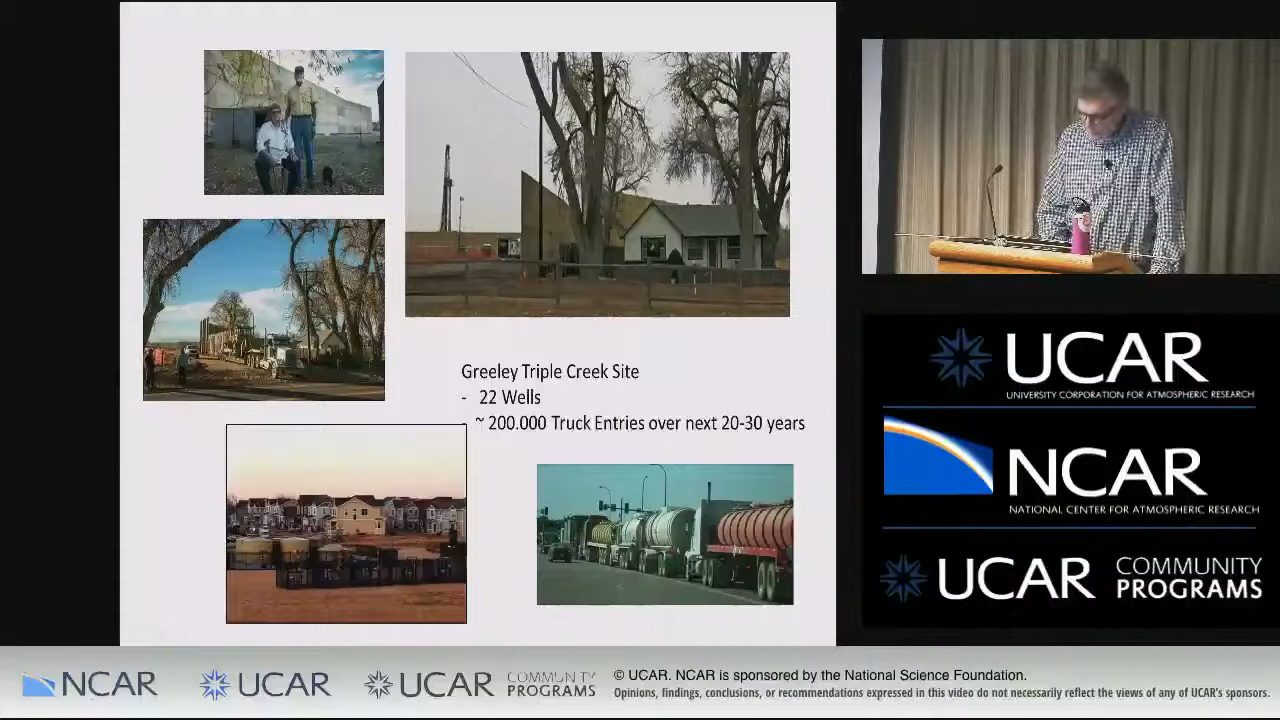 Greeley Triple Creek Site
- 22 Wells
- ~ 200.000 Truck Entries over next 20-30 years
UCAR
UNIVERSITY CORPORATION FOR ATMOSPHERIC RESEARCH
NCAR
NATIONAL CENTER FOR ATMOSPHERIC RESEARCH
UCAR COMMUNITY
PROGRAMS
NCAR
UCAR
UCAR COMMUNITY
PROGRAMS
© UCAR. NCAR is sponsored by the National Science Foundation.
Opinions, findings, conclusions, or recommendations expressed in this video do not necessarily reflect the views of any of UCAR's sponsors.